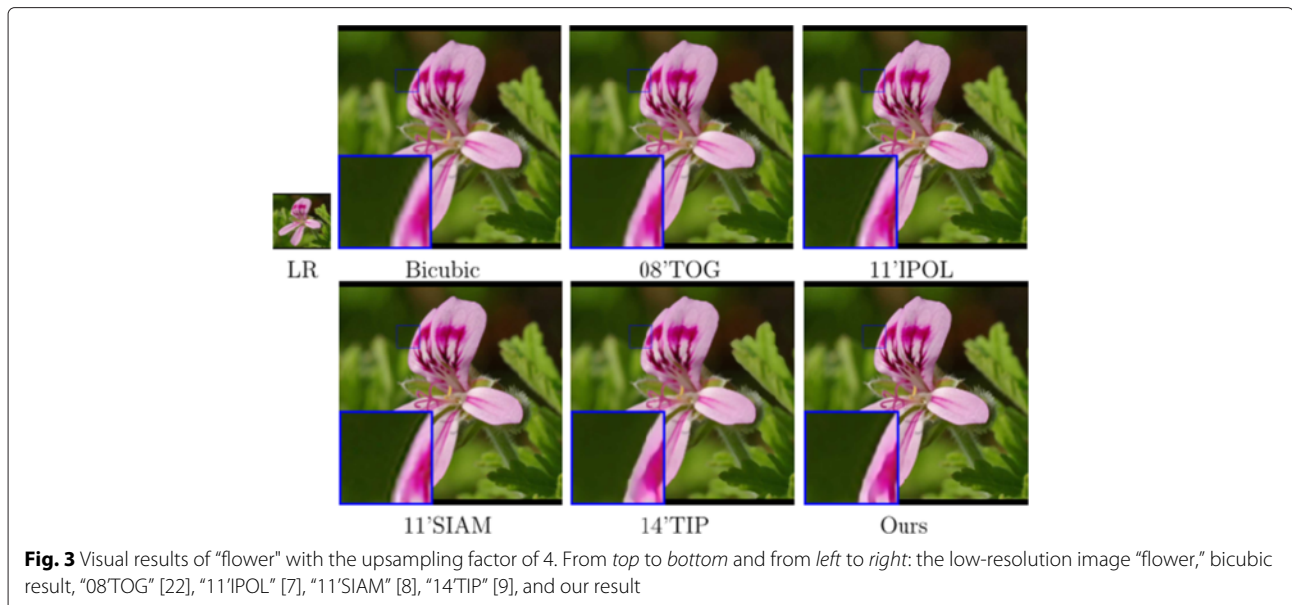 LR
Bicubic
08'TOG
11'IPOL
11'SIAM
14'TIP
Ours
Fig. 3 Visual results of “flower" with the upsampling factor of 4. From top to bottom and from left to right: the low-resolution image “flower,” bicubic
result, “08’TOG” [22], “11’IPOL” [7], “11’SIAM” [8], “14’TIP” [9], and our result